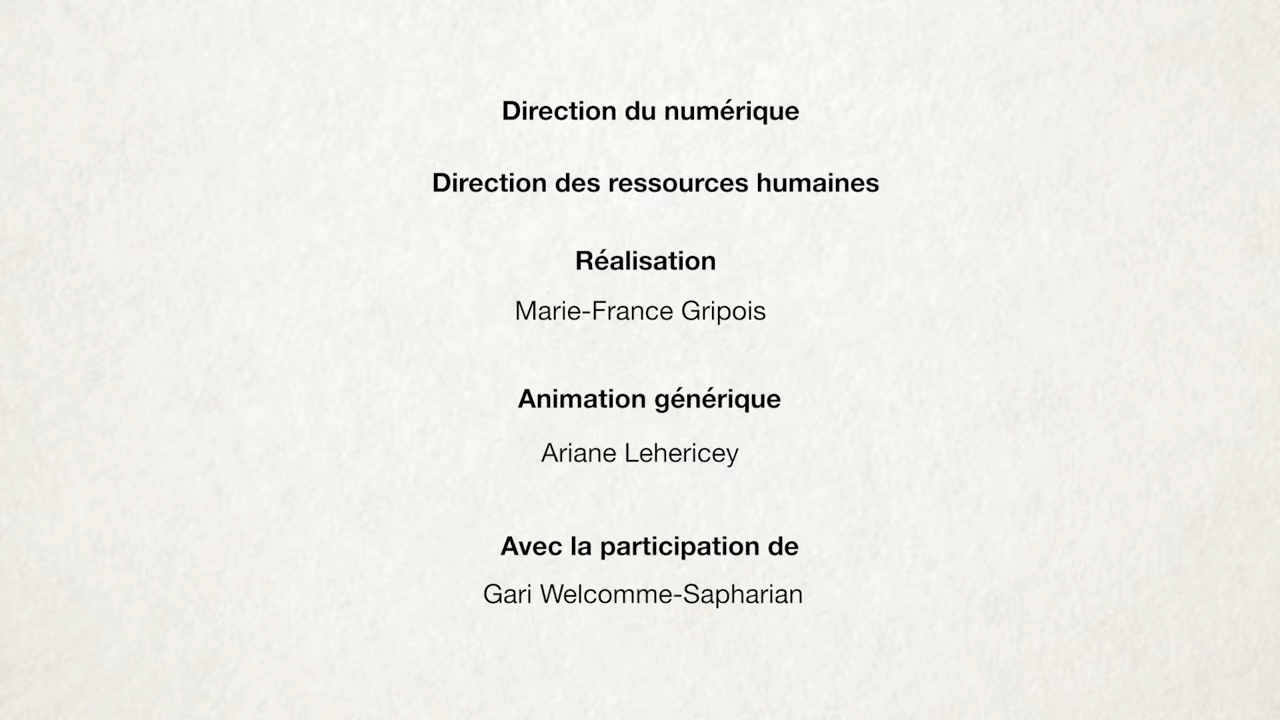 Direction du numérique
Direction des ressources humaines
Réalisation
Marie-France Gripois
Animation générique
Ariane Lehericey
Avec la participation de
Gari Welcomme-Sapharian